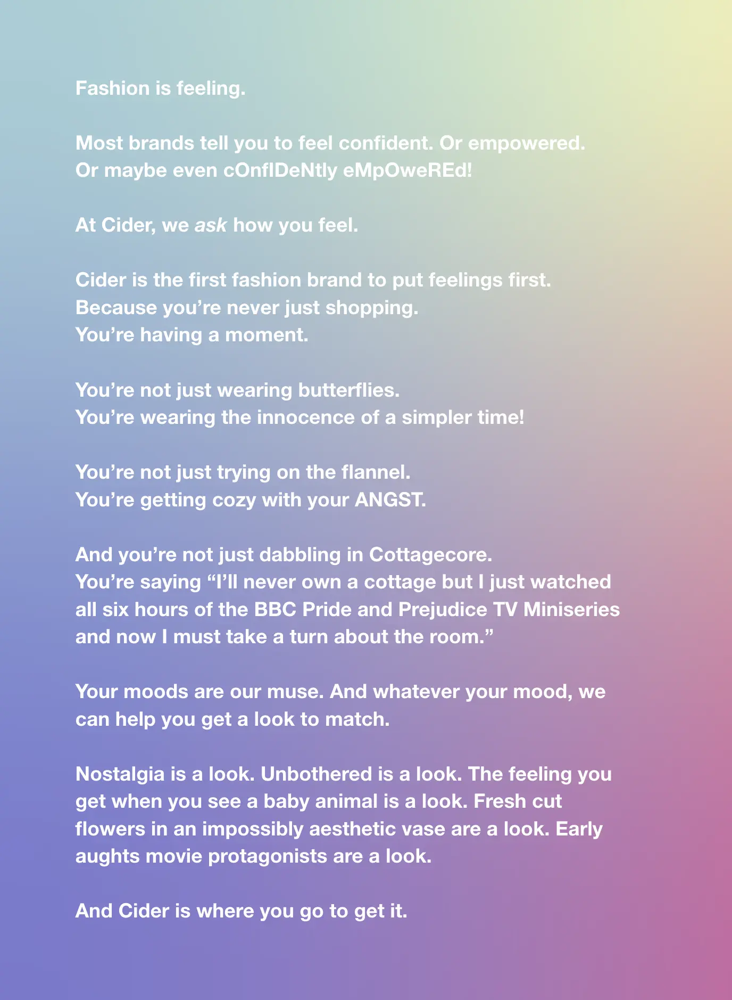 Fashion is feeling.
Most brands tell you to feel confident. Or empowered.
Or maybe even cOnfIDeNtly eMpOweREd!
At Cider, we ask how you feel.
Cider is the first fashion brand to put feelings first.
Because you’re never just shopping.
You’re having a moment.
You’re not just wearing butterflies.
You’re wearing the innocence of a simpler time!
You’re not just trying on the flannel.
You’re getting cozy with your ANGST.
And you’re not just dabbling in Cottagecore.
You’re saying “I’ll never own a cottage but I just watched
all six hours of the BBC Pride and Prejudice TV Miniseries
and now I must take a turn about the room.”
Your moods are our muse. And whatever your mood, we
can help you get a look to match.
Nostalgia is a look. Unbothered is a look. The feeling you
get when you see a baby animal is a look. Fresh cut
flowers in an impossibly aesthetic vase are a look. Early
aughts movie protagonists are a look.
And Cider is where you go to get it.